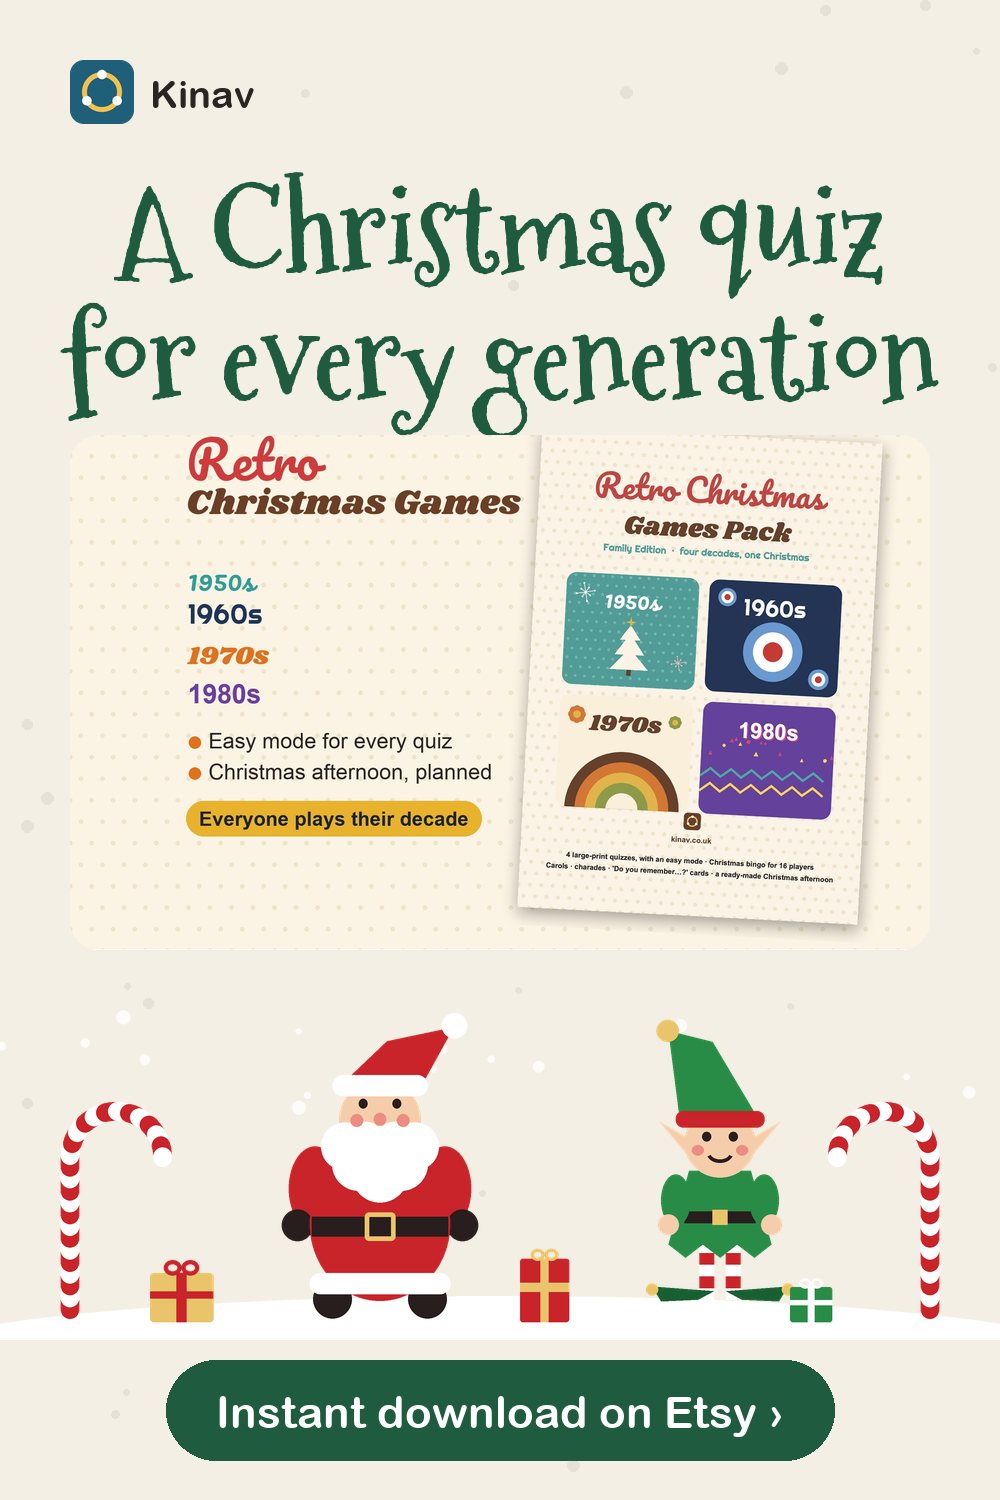 Kinav
A Christmas quiz
for every generation
Retro
Christmas Games
1950s
1960s
1970s
1980s
Easy mode for every quiz
Christmas afternoon, planned
Everyone plays their decade
Retro Christmas
Games Pack
Family Edition · four decades, one Christmas
1950s
1960s
1970s
1980s
kinav.co.uk
4 large-print quizzes, with an easy mode · Christmas bingo for 16 players
Carols · charades · 'Do you remember...?' cards · a ready-made Christmas afternoon
Instant download on Etsy ›